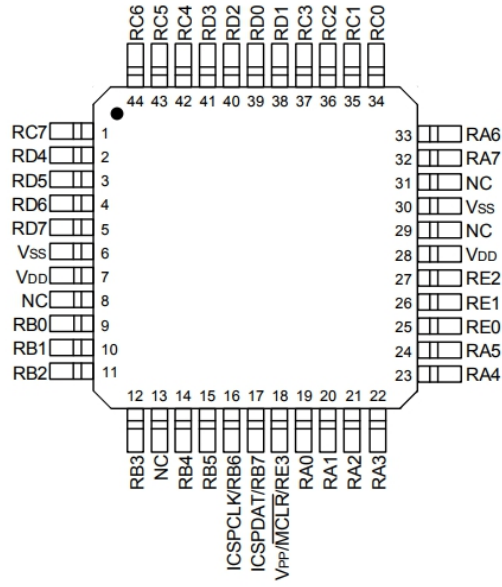 RC6 RC5 RC4 RD3 RD2 RD1 RD0 RC3 RC2 RC1 RC0
44 43 42 41 40 39 38 37 36 35 34
RC7 1
RD4 2
RD5 3
RD6 4
RD7 5
VSS 6
VDD 7
NC 8
RB0 9
RB1 10
RB2 11
33 RA6
32 RA7
31 NC
30 VSS
29 NC
28 VDD
27 RE2
26 RE1
25 RE0
24 RA5
23 RA4
12 13 14 15 16 17 18 19 20 21 22
RB3
NC
RB4
RB5
ICSPCLK/RB6
ICSPDAT/RB7
VPP/MCLR/RE3
RA0
RA1
RA2
RA3